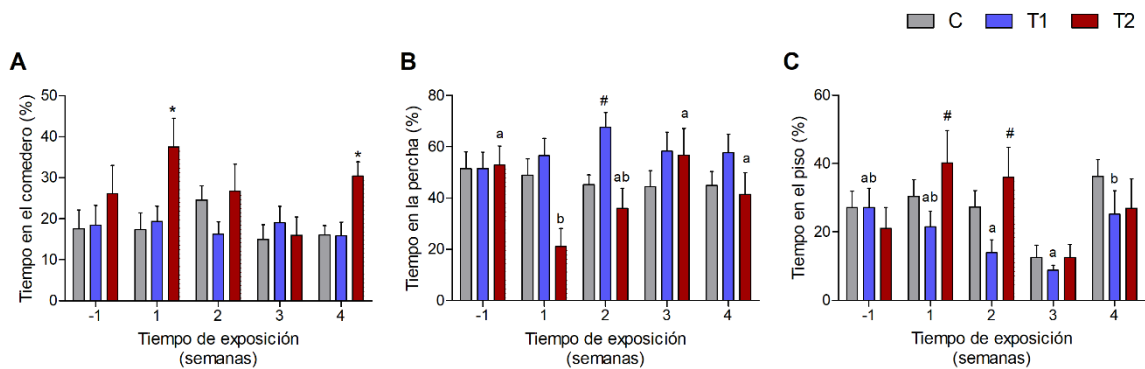 C T1 T2
A
Tiempo en el comedero (%)
50
40
30
20
10
0
* *
-1 1 2 3 4
Tiempo de exposición
(semanas)
B
Tiempo en la percha (%)
80
60
40
20
0
a b # ab a a
-1 1 2 3 4
Tiempo de exposición
(semanas)
C
Tiempo en el piso (%)
60
40
20
0
ab ab # a # a b
-1 1 2 3 4
Tiempo de exposición
(semanas)